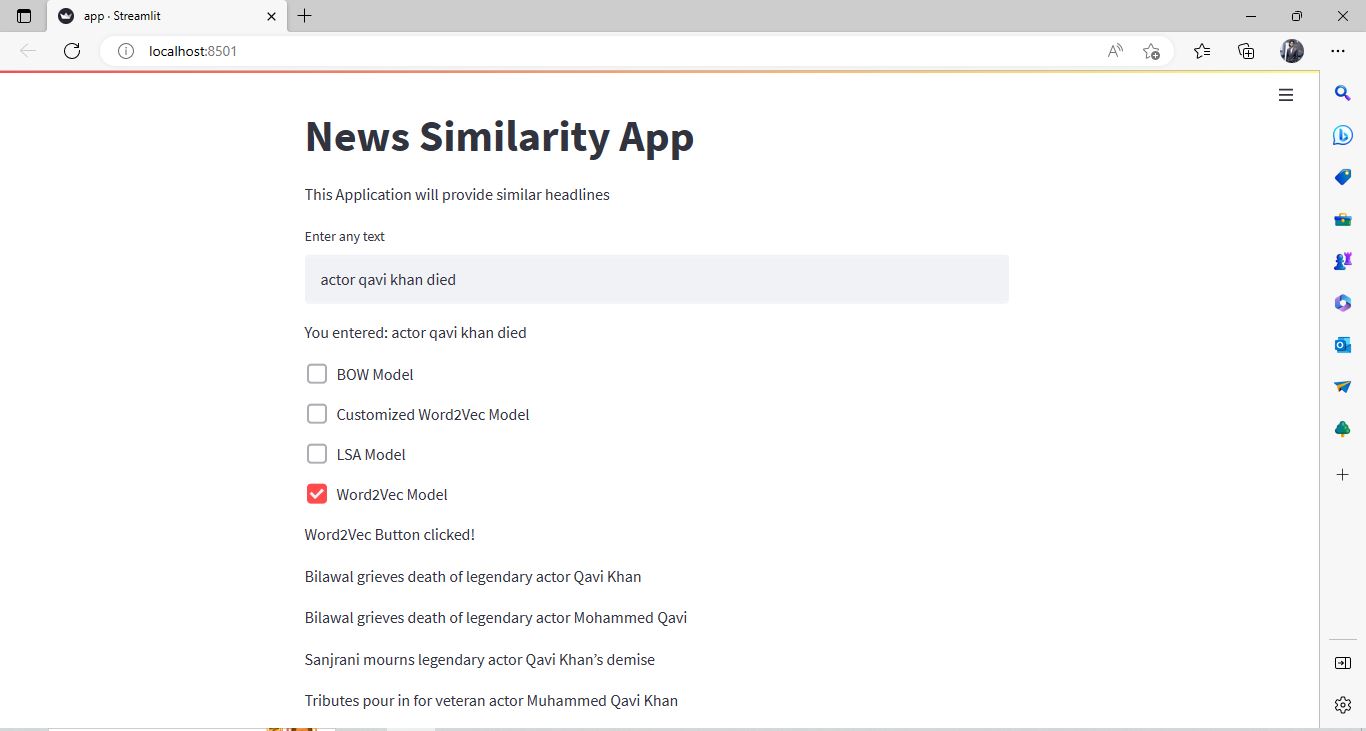 app · Streamlit
localhost:8501
News Similarity App
This Application will provide similar headlines
Enter any text
actor qavi khan died
You entered: actor qavi khan died
BOW Model
Customized Word2Vec Model
LSA Model
Word2Vec Model
Word2Vec Button clicked!
Bilawal grieves death of legendary actor Qavi Khan
Bilawal grieves death of legendary actor Mohammed Qavi
Sanjrani mourns legendary actor Qavi Khan’s demise
Tributes pour in for veteran actor Muhammed Qavi Khan